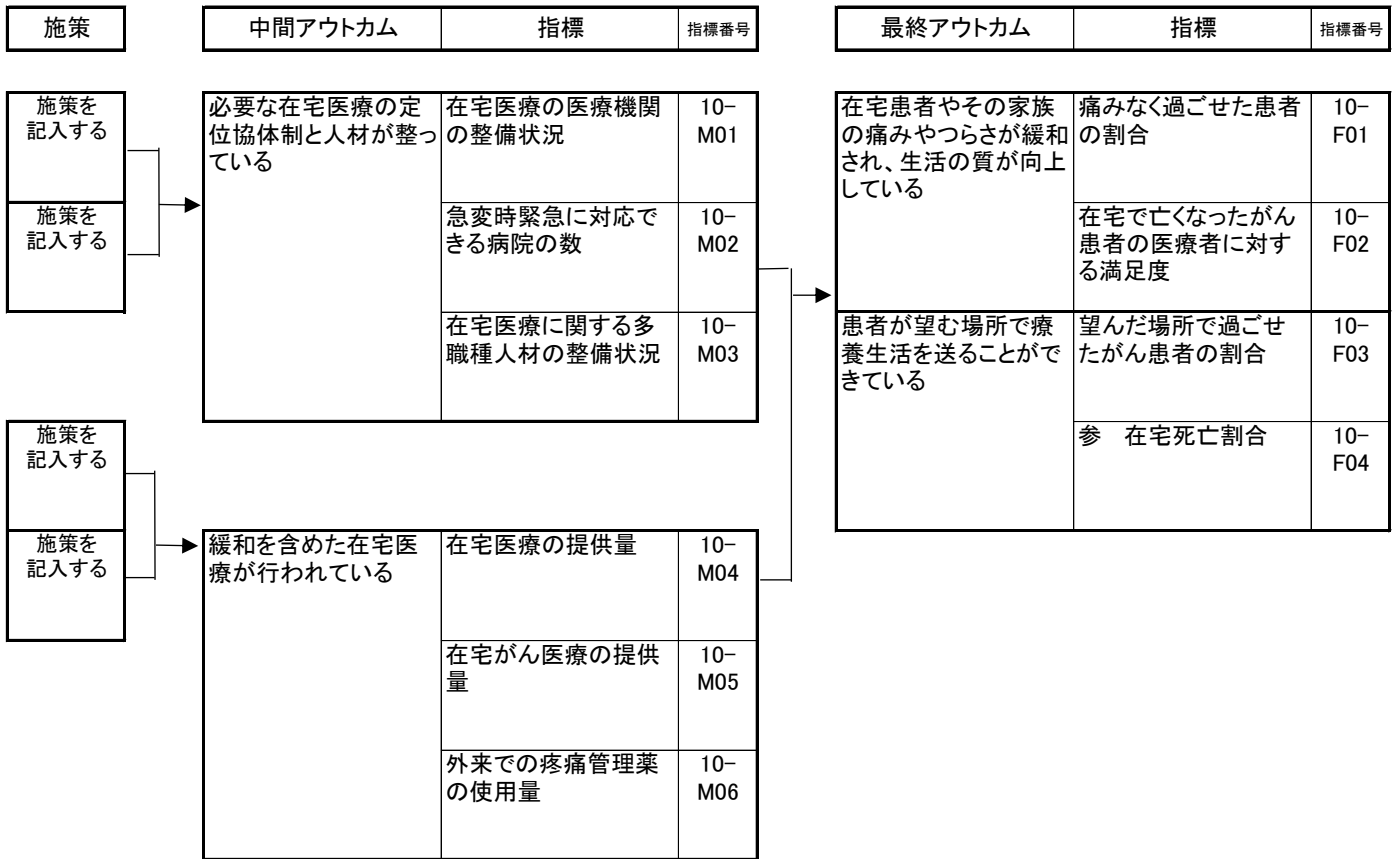 施策
中間アウトカム
指標
指標番号
最終アウトカム
指標
指標番号
施策を
記入する
施策を
記入する
必要な在宅医療の定
位協体制と人材が整っ
ている
在宅医療の医療機関
の整備状況
10-
M01
急変時緊急に対応で
きる病院の数
10-
M02
在宅医療に関する多
職種人材の整備状況
10-
M03
施策を
記入する
施策を
記入する
緩和を含めた在宅医
療が行われている
在宅医療の提供量
10-
M04
在宅がん医療の提供
量
10-
M05
外来での疼痛管理薬
の使用量
10-
M06
在宅患者やその家族
の痛みやつらさが緩和
され、生活の質が向上
している
痛みなく過ごせた患者
の割合
10-
F01
在宅で亡くなったがん
患者の医療者に対す
る満足度
10-
F02
患者が望む場所で療
養生活を送ることがで
きている
望んだ場所で過ごせ
たがん患者の割合
10-
F03
参　在宅死亡割合
10-
F04